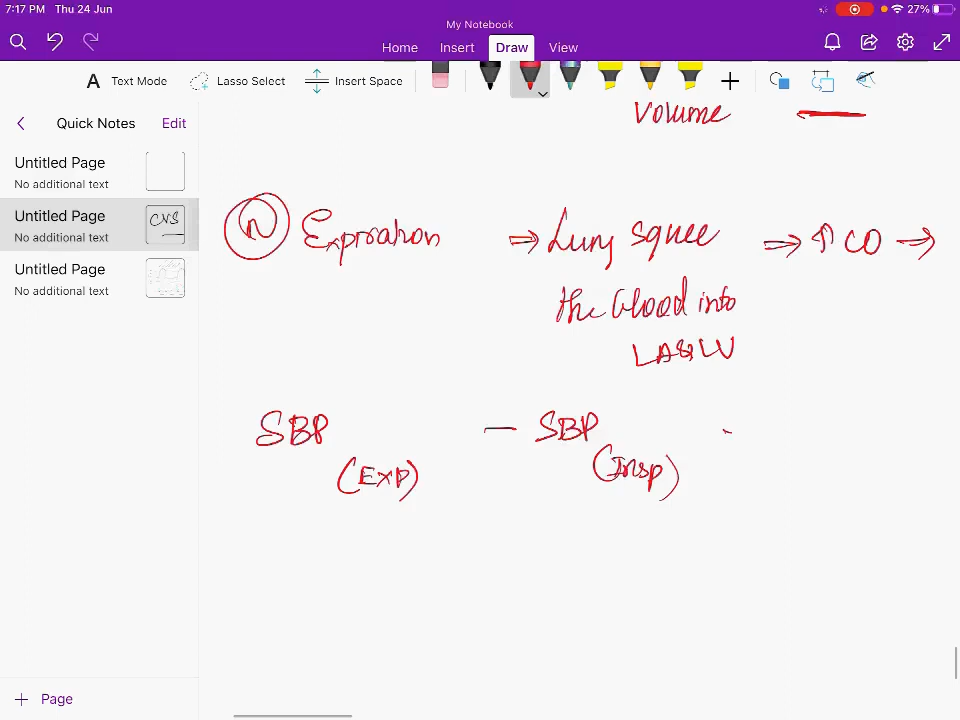 7:17 PM Thu 24 Jun
27%
My Notebook
Home Insert Draw View
Text Mode Lasso Select Insert Space
Quick Notes Edit
Untitled Page
No additional text
Untitled Page
No additional text
CNS
Untitled Page
No additional text
Volume
(N) Expiration ⇒ Lung squee ⇒ ↑ CO →
the blood into
LA & LV
SBP (Exp) — SBP (Insp) -
+ Page